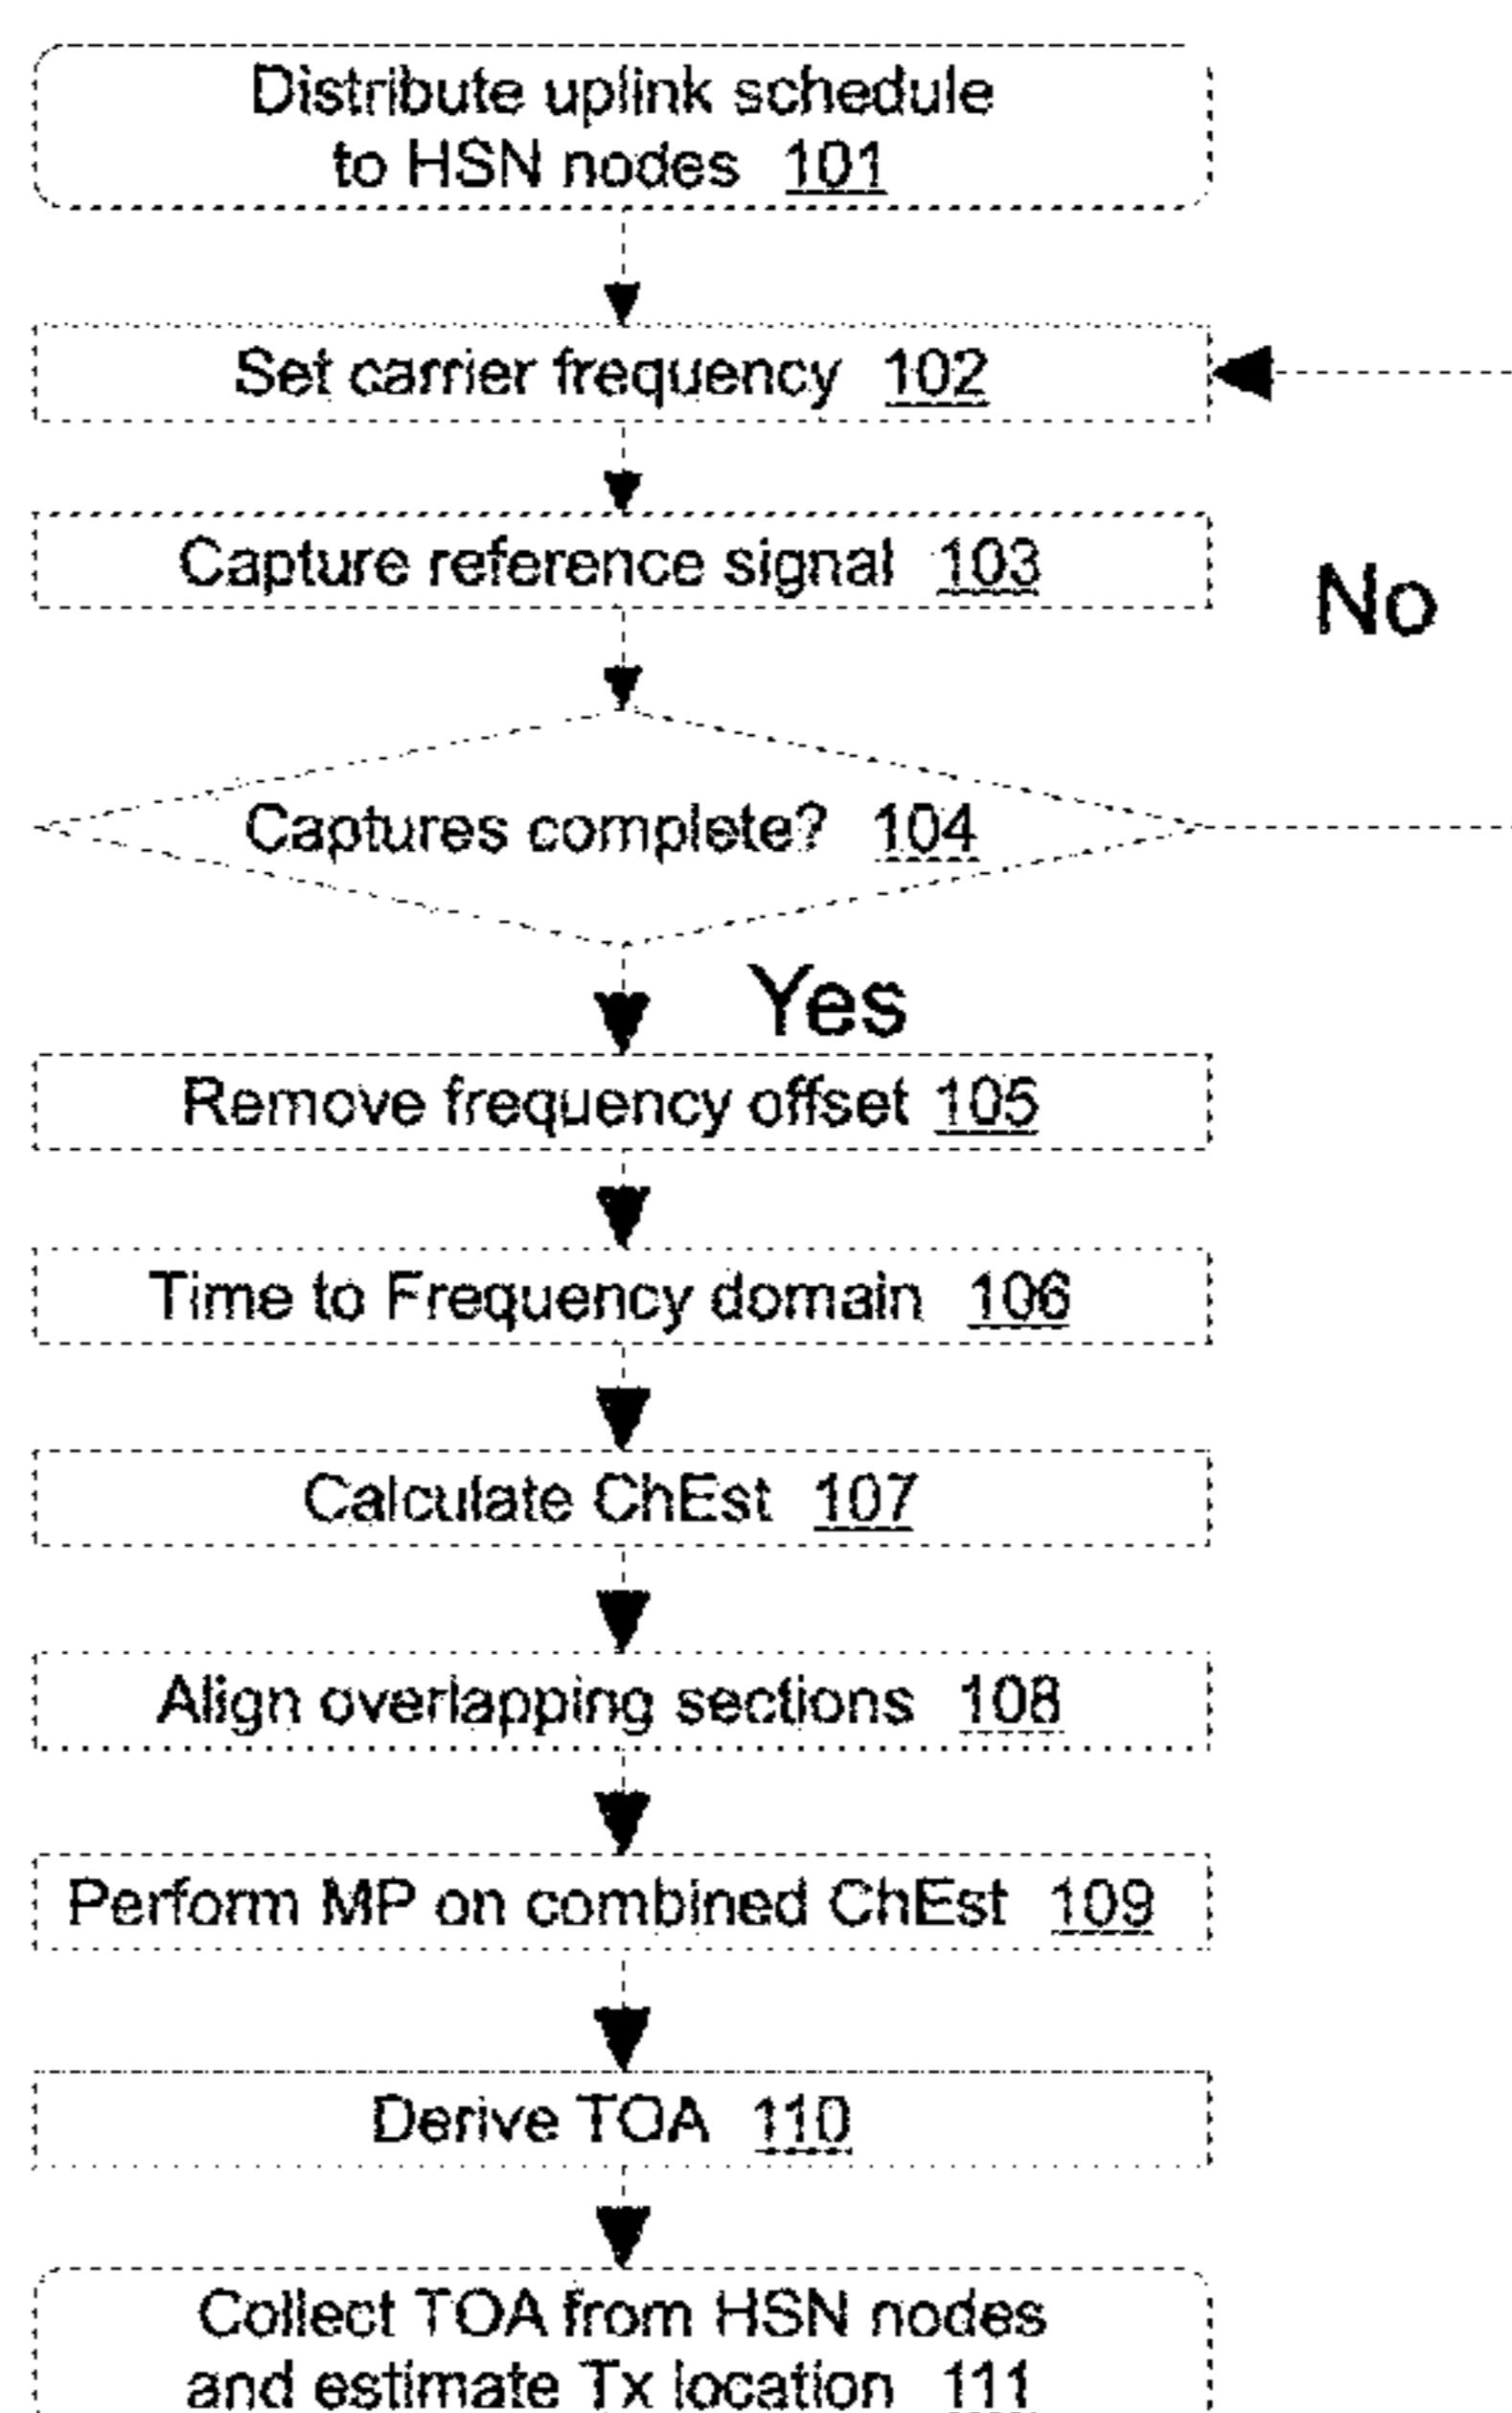 Distribute uplink schedule
to HSN nodes 101
Set carrier frequency 102
Capture reference signal 103
No
Captures complete? 104
Yes
Remove frequency offset 105
Time to Frequency domain 106
Calculate ChEst 107
Align overlapping sections 108
Perform MP on combined ChEst 109
Derive TOA 110
Collect TOA from HSN nodes
and estimate Tx location 111